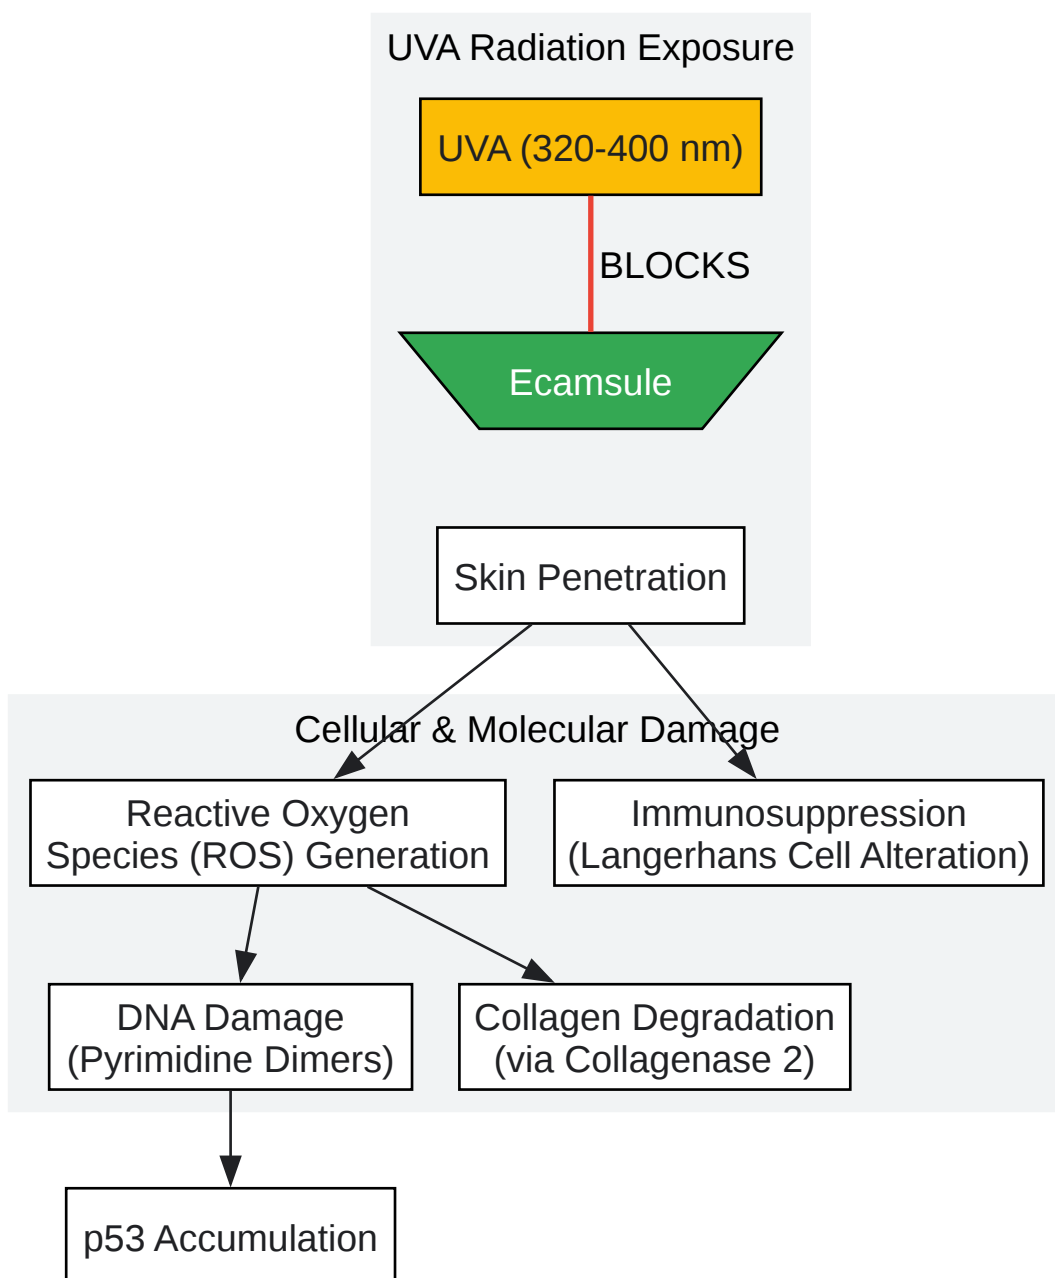 UVA Radiation Exposure
UVA (320-400 nm)
BLOCKS
Ecamsule
Skin Penetration
Cellular & Molecular Damage
Reactive Oxygen
Species (ROS) Generation
Immunosuppression
(Langerhans Cell Alteration)
DNA Damage
(Pyrimidine Dimers)
Collagen Degradation
(via Collagenase 2)
p53 Accumulation